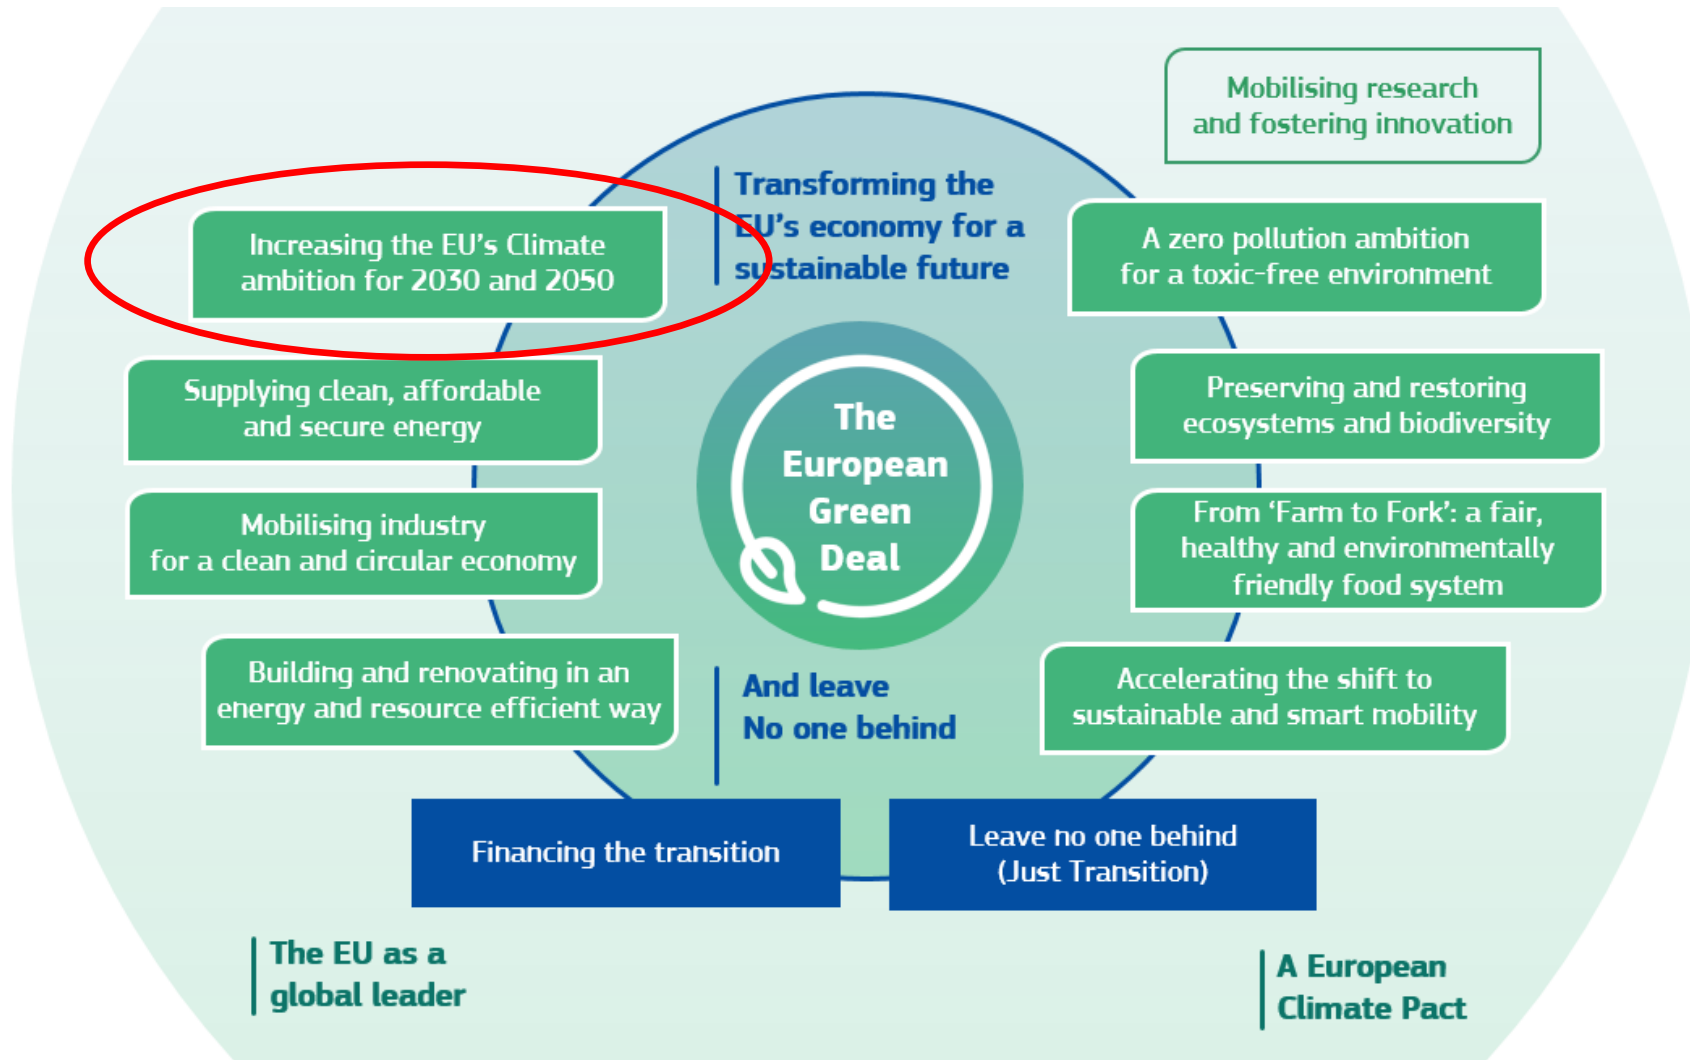 Mobilising research
and fostering innovation
Transforming the
EU's economy for a
sustainable future
Increasing the EU's Climate
ambition for 2030 and 2050
Supplying clean, affordable
and secure energy
Mobilising industry
for a clean and circular economy
Building and renovating in an
energy and resource efficient way
The
European
Green
Deal
A zero pollution ambition
for a toxic-free environment
Preserving and restoring
ecosystems and biodiversity
From ‘Farm to Fork’: a fair,
healthy and environmentally
friendly food system
Accelerating the shift to
sustainable and smart mobility
And leave
No one behind
Financing the transition
Leave no one behind
(Just Transition)
The EU as a
global leader
A European
Climate Pact